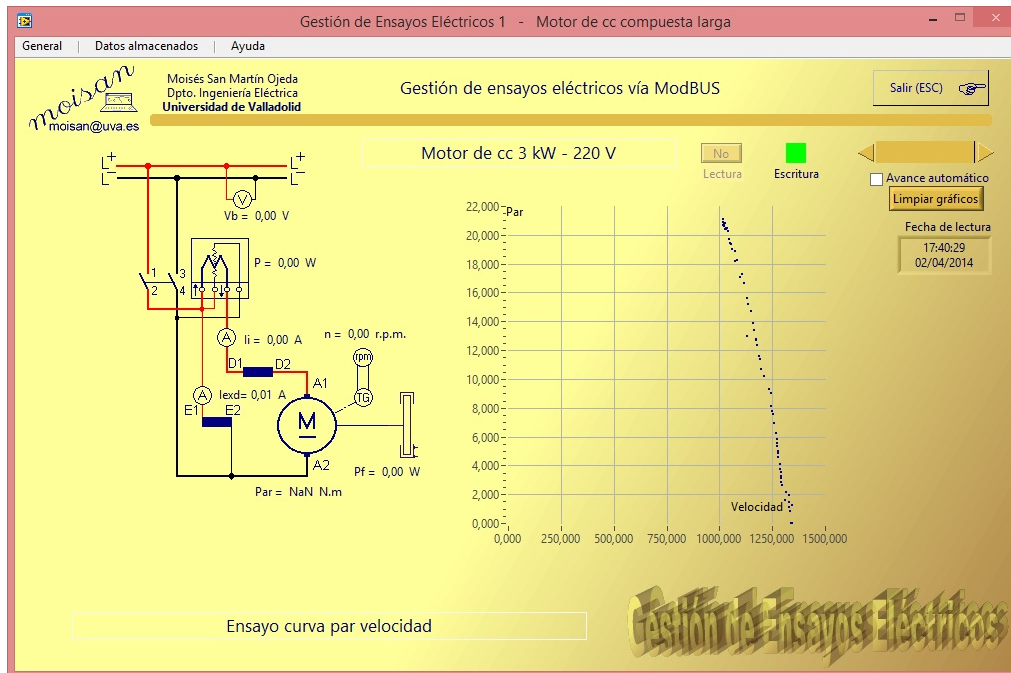 Gestión de Ensayos Eléctricos 1 - Motor de cc compuesta larga
General | Datos almacenados | Ayuda
moisan
moisan@uva.es
Moisés San Martín Ojeda
Dpto. Ingeniería Eléctrica
Universidad de Valladolid
Gestión de ensayos eléctricos vía ModBUS
Salir (ESC)
Motor de cc 3 kW - 220 V
No
Lectura
Escritura
Avance automático
Limpiar gráficos
Fecha de lectura
17:40:29
02/04/2014
L+ L+
L- L-
V
Vb = 0,00 V
P = 0,00 W
1 3
2 4
A Ii = 0,00 A
n = 0,00 r.p.m.
rpm
TG
D1 D2
A1
A Iexd= 0,01 A
E1 E2
M
A2
Pf = 0,00 W
Par = NaN N.m
Par
22,000
20,000
18,000
16,000
14,000
12,000
10,000
8,000
6,000
4,000
2,000
0,000
Velocidad
0,000 250,000 500,000 750,000 1000,000 1250,000 1500,000
Ensayo curva par velocidad
Gestión de Ensayos Eléctricos